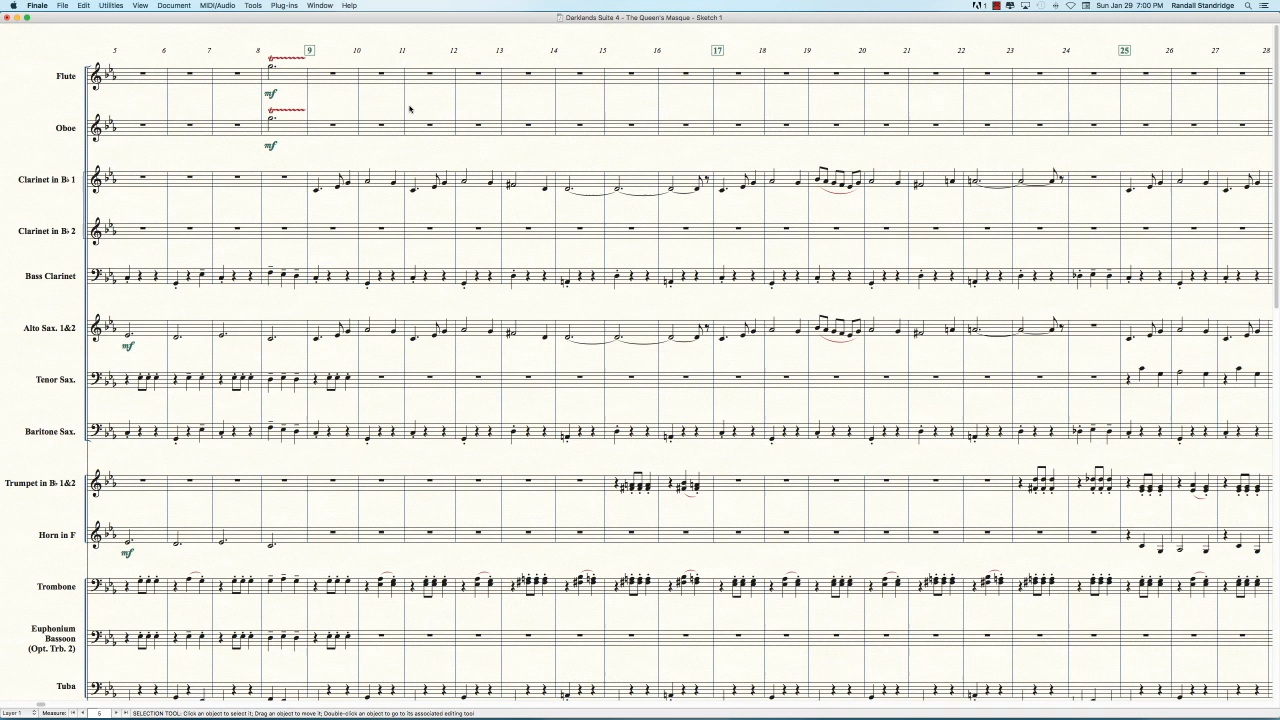 Finale File Edit Utilities View Document MIDI/Audio Tools Plug-ins Window Help 1 Sun Jan 29 7:00 PM Randall Standridge
Darklands Suite 4 - The Queen's Masque - Sketch 1
5 6 7 8 9 10 11 12 13 14 15 16 17 18 19 20 21 22 23 24 25 26 27 28
Flute
mf
Oboe
mf
Clarinet in B♭ 1
Clarinet in B♭ 2
Bass Clarinet
Alto Sax. 1&2
mf
Tenor Sax.
Baritone Sax.
Trumpet in B♭ 1&2
Horn in F
mf
Trombone
Euphonium
Bassoon
(Opt. Trb. 2)
Tuba
Layer 1 Measure: 5 SELECTION TOOL: Click an object to select it; Drag an object to move it; Double-click an object to go to its associated editing tool